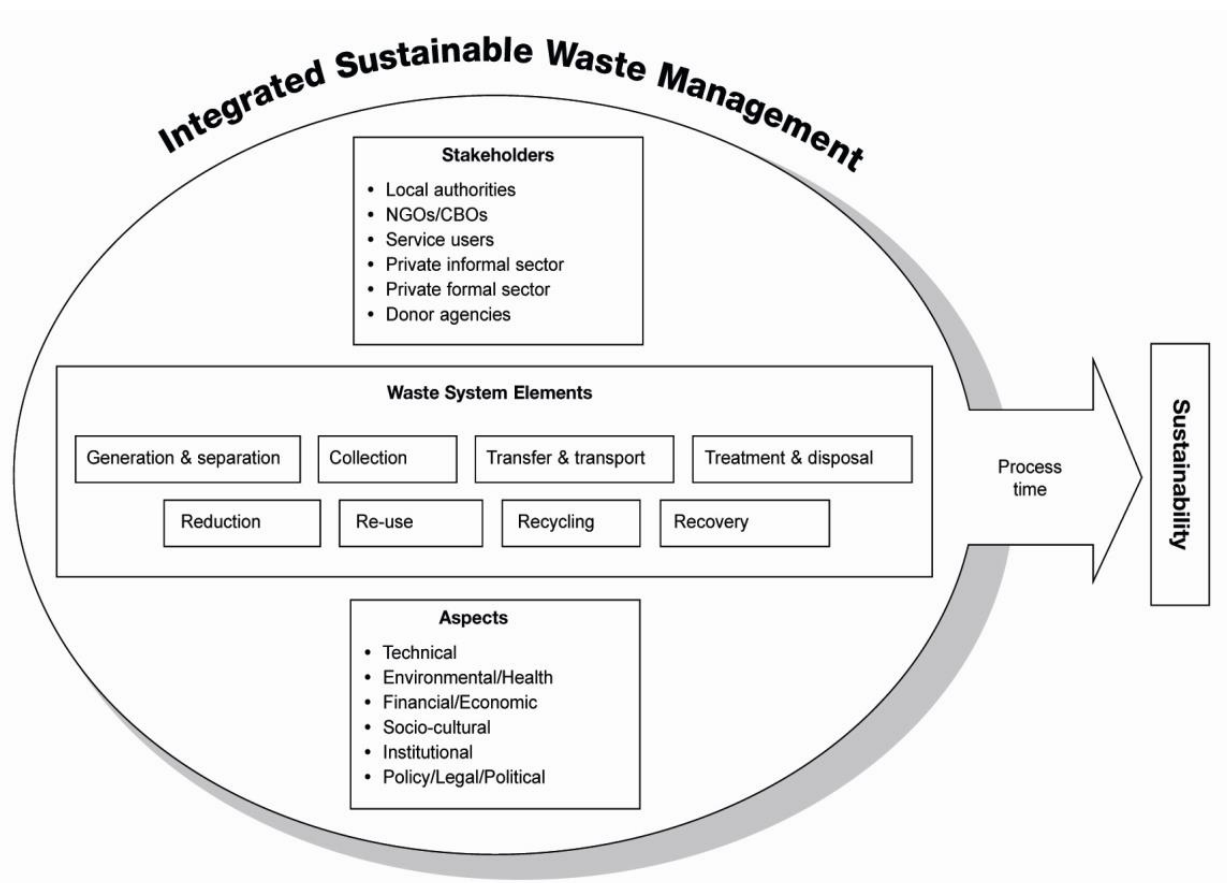 Integrated Sustainable Waste Management
Stakeholders
• Local authorities
• NGOs/CBOs
• Service users
• Private informal sector
• Private formal sector
• Donor agencies
Waste System Elements
Generation & separation
Collection
Transfer & transport
Treatment & disposal
Reduction
Re-use
Recycling
Recovery
Aspects
• Technical
• Environmental/Health
• Financial/Economic
• Socio-cultural
• Institutional
• Policy/Legal/Political
Process
time
Sustainability